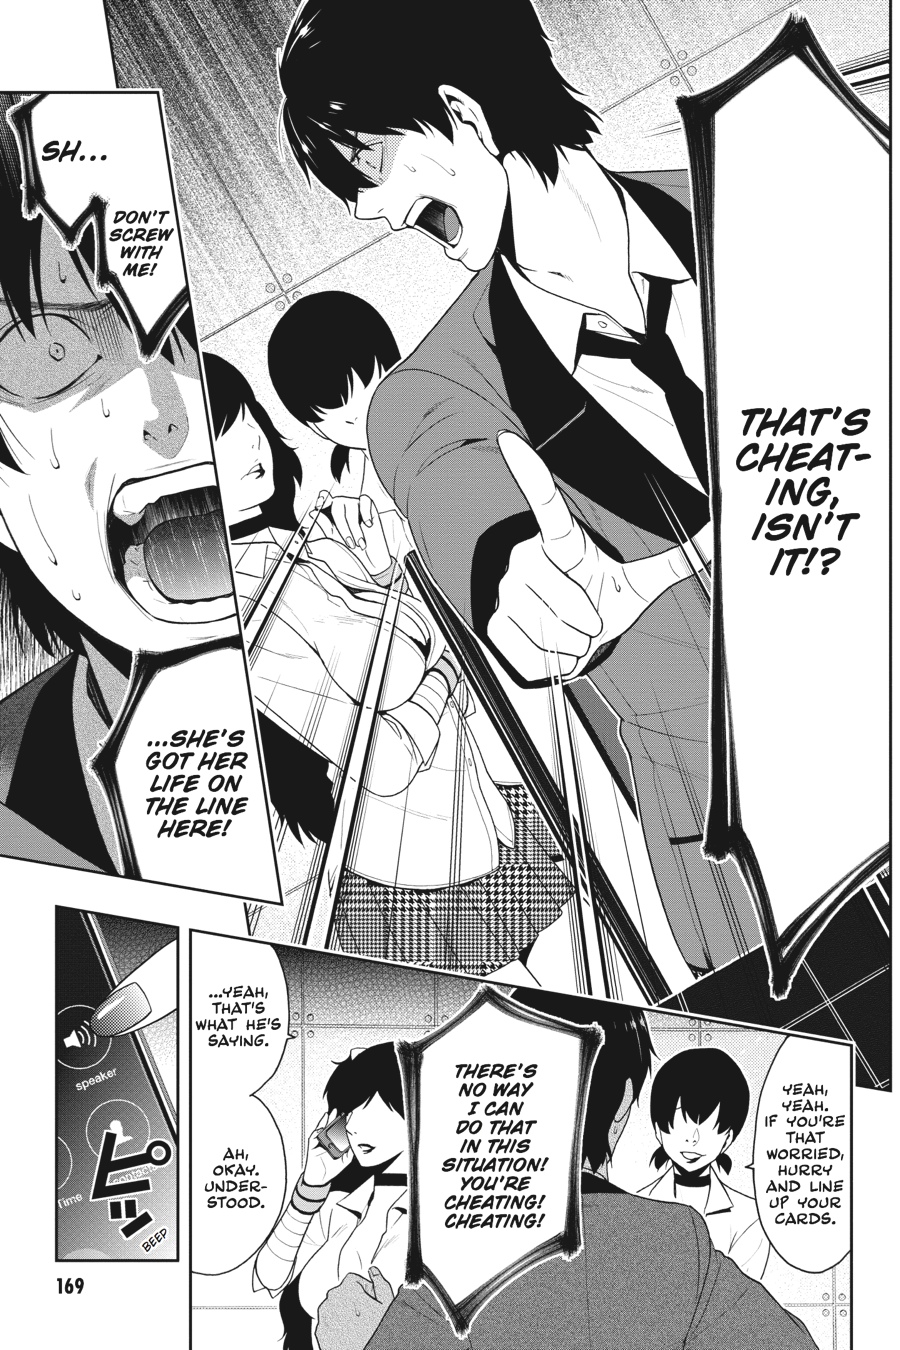 THAT'S
CHEAT-
ING,
ISN'T
IT!?
SH...
DON'T
SCREW
WITH
ME!
...SHE'S
GOT HER
LIFE ON
THE LINE
HERE!
YEAH,
YEAH.
IF YOU'RE
THAT
WORRIED,
HURRY
AND LINE
UP YOUR
CARDS.
THERE'S
NO WAY
I CAN
DO THAT
IN THIS
SITUATION!
YOU'RE
CHEATING!
CHEATING!
...YEAH,
THAT'S
WHAT HE'S
SAYING.
AH,
OKAY.
UNDER-
STOOD.
speaker
contact
Time
ピッ
BEEP
169